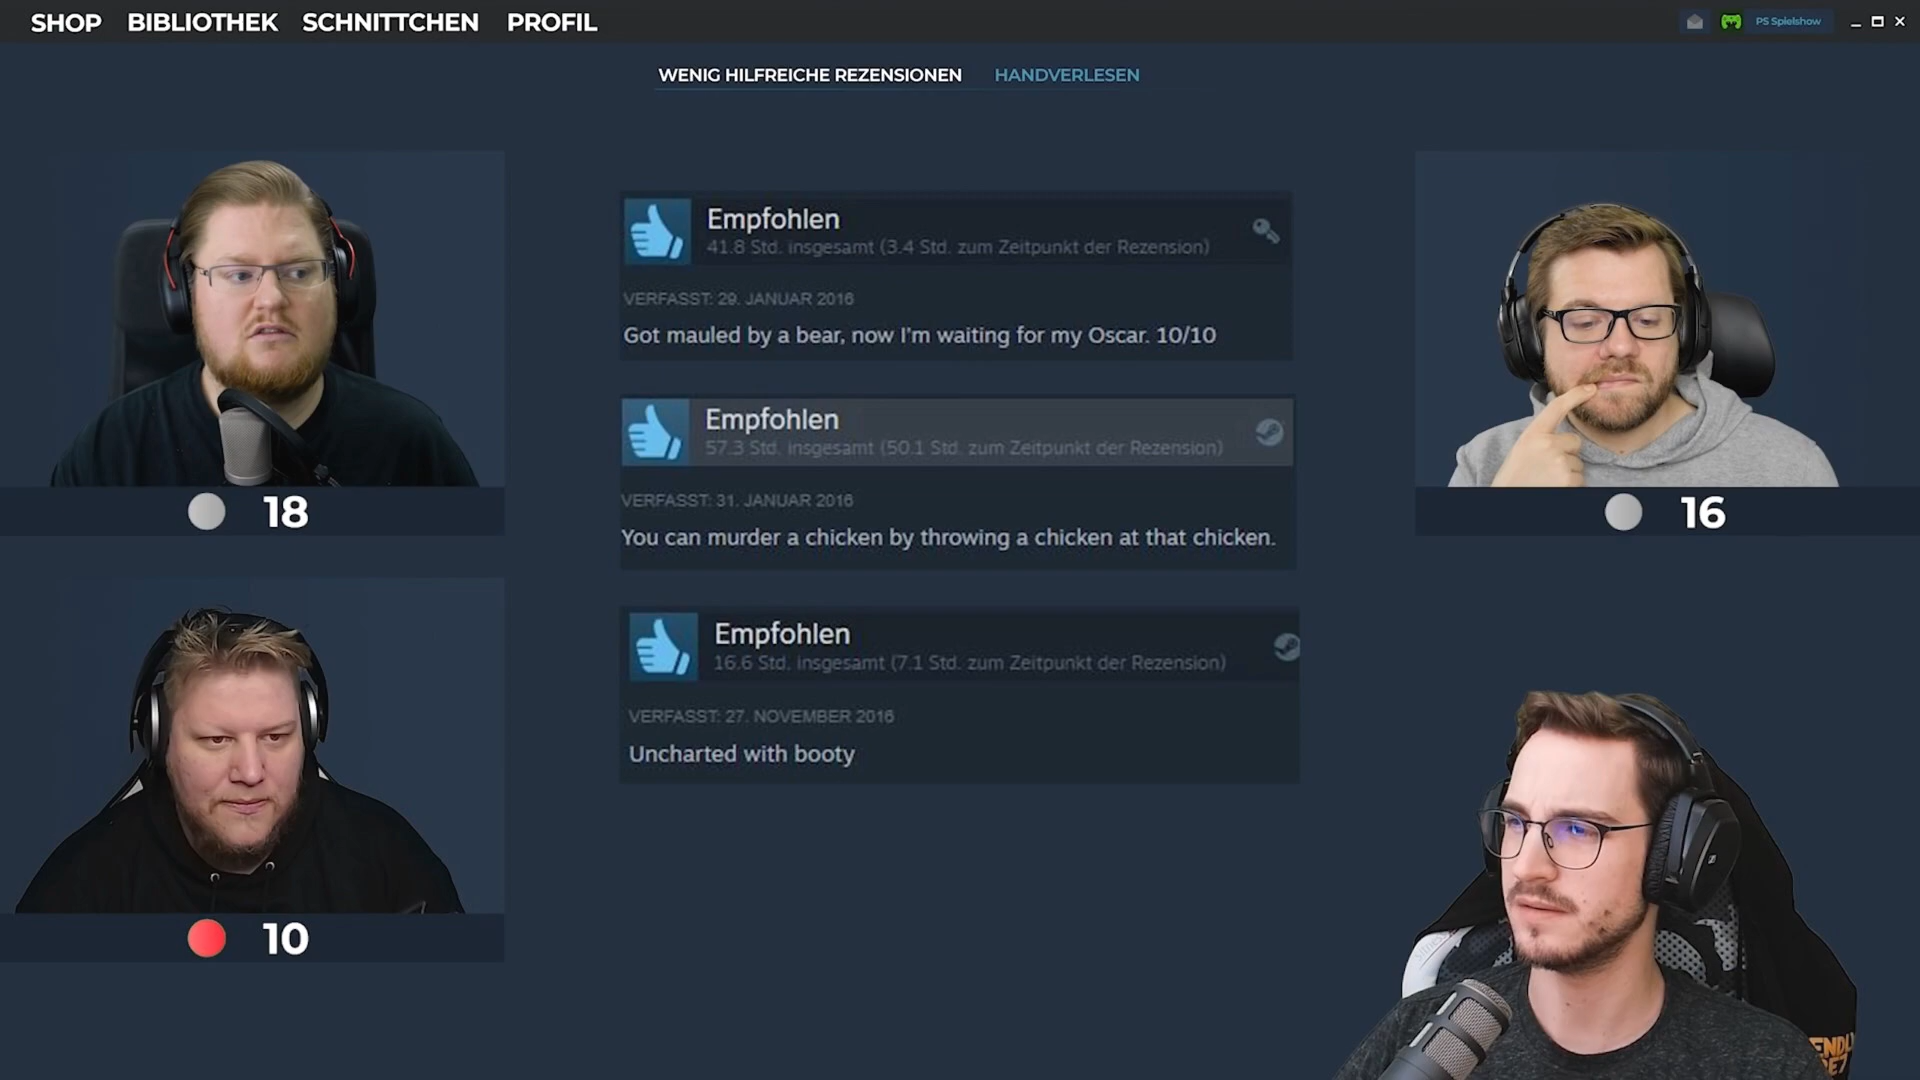 SHOP BIBLIOTHEK SCHNITTCHEN PROFIL
PS Spielshow
WENIG HILFREICHE REZENSIONEN HANDVERLESEN
Empfohlen
41.8 Std. insgesamt (3.4 Std. zum Zeitpunkt der Rezension)
VERFASST: 29. JANUAR 2016
Got mauled by a bear, now I'm waiting for my Oscar. 10/10
Empfohlen
57.3 Std. insgesamt (50.1 Std. zum Zeitpunkt der Rezension)
VERFASST: 31. JANUAR 2016
You can murder a chicken by throwing a chicken at that chicken.
Empfohlen
16.6 Std. insgesamt (7.1 Std. zum Zeitpunkt der Rezension)
VERFASST: 27. NOVEMBER 2016
Uncharted with booty
18
16
10